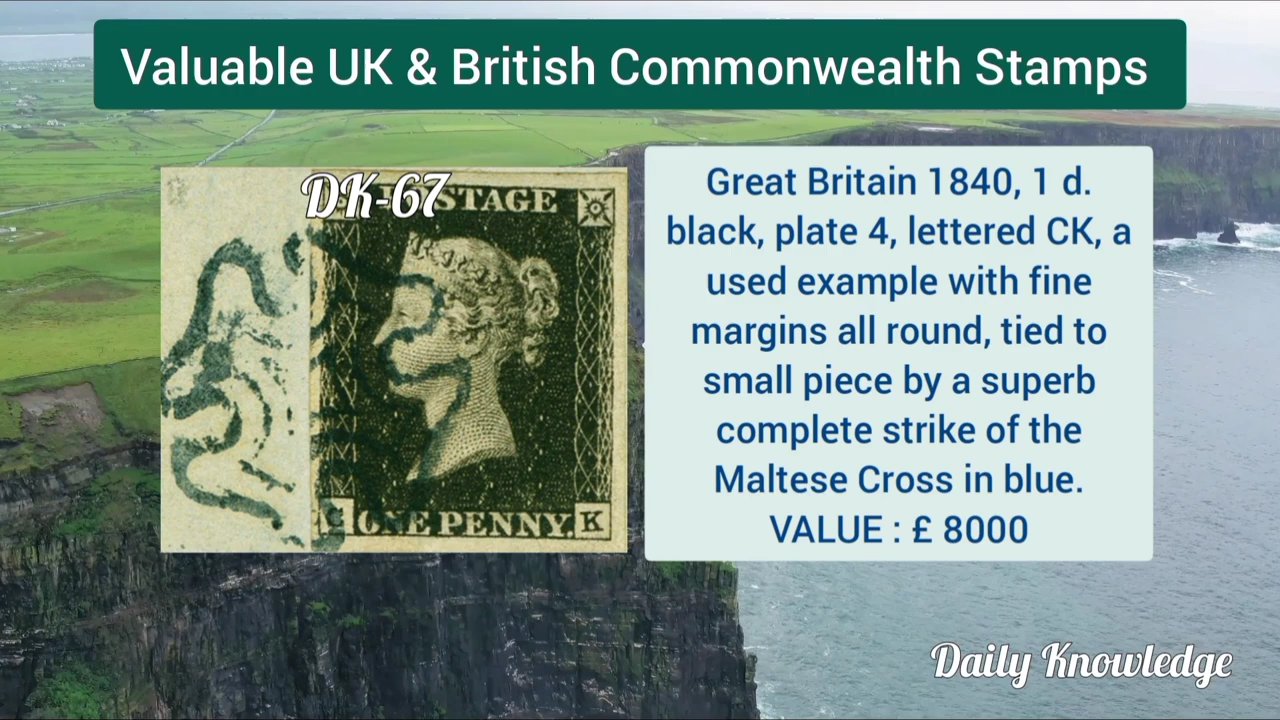 Valuable UK & British Commonwealth Stamps
DK-67
STAGE
C ONE PENNY. K
Great Britain 1840, 1 d.
black, plate 4, lettered CK, a
used example with fine
margins all round, tied to
small piece by a superb
complete strike of the
Maltese Cross in blue.
VALUE : £ 8000
Daily Knowledge